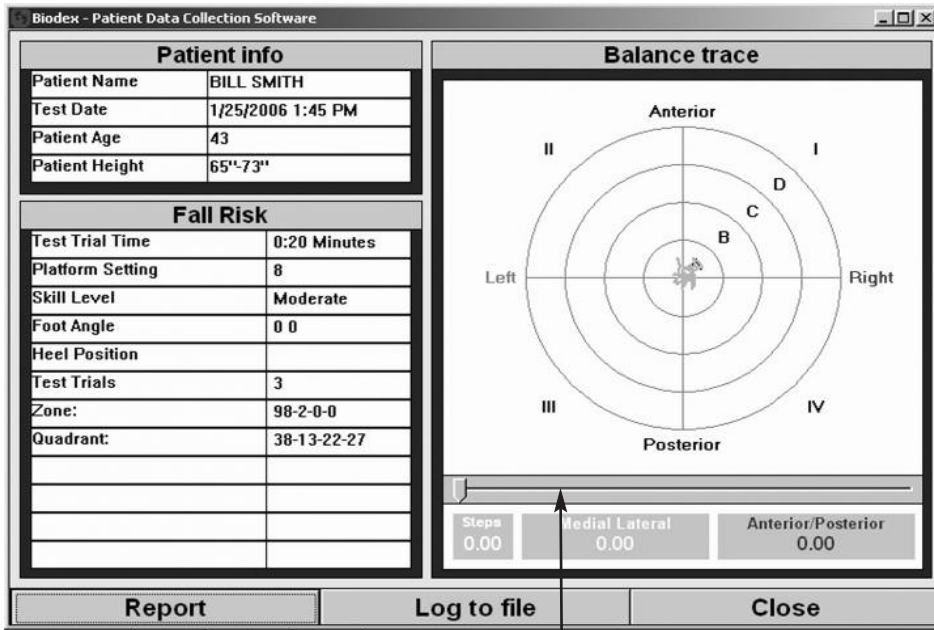 Biodex - Patient Data Collection Software
Patient info
Patient Name BILL SMITH
Test Date 1/25/2006 1:45 PM
Patient Age 43
Patient Height 65"-73"
Fall Risk
Test Trial Time 0:20 Minutes
Platform Setting 8
Skill Level Moderate
Foot Angle 0 0
Heel Position
Test Trials 3
Zone: 98-2-0-0
Quadrant: 38-13-22-27
Balance trace
Anterior
II I
D
C
B
Left Right
III IV
Posterior
Steps Medial Lateral Anterior/Posterior
0.00 0.00 0.00
Report Log to file Close